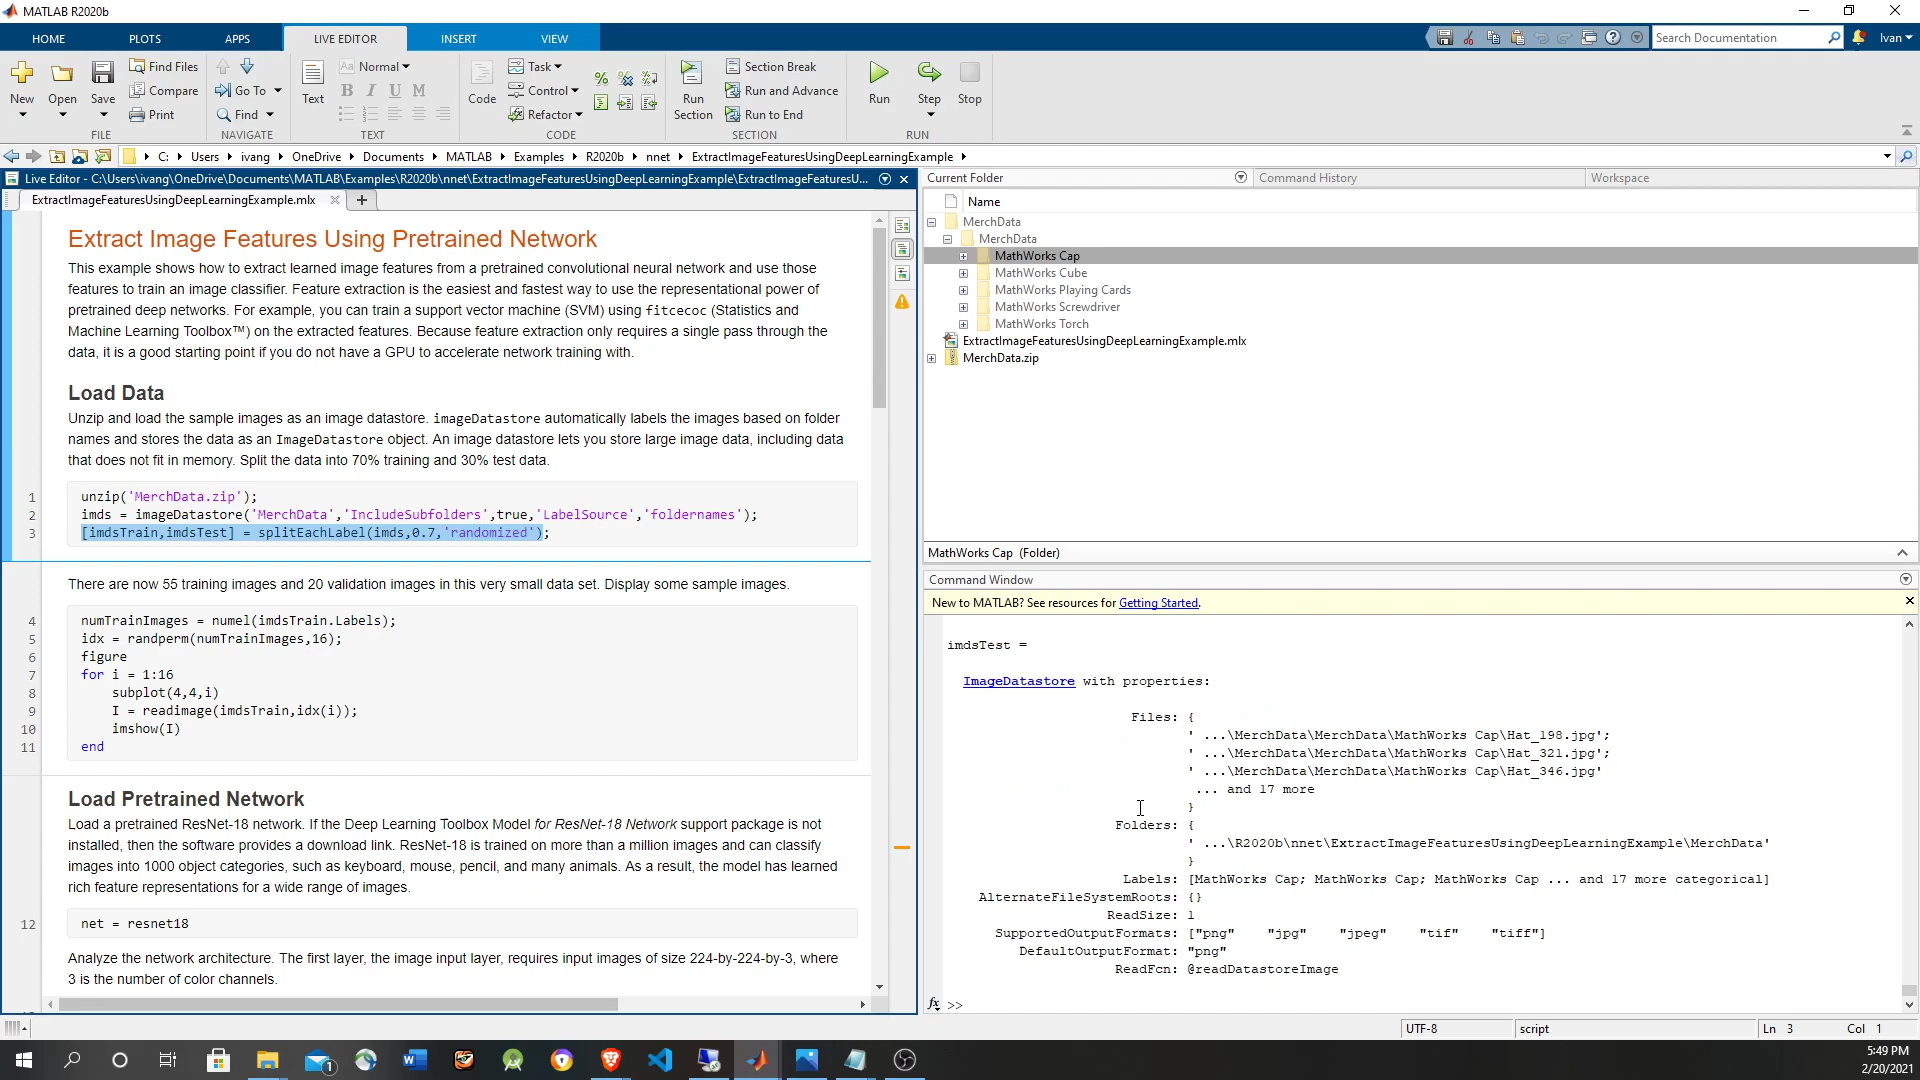 MATLAB R2020b
HOME PLOTS APPS LIVE EDITOR INSERT VIEW
Search Documentation
Ivan
New
Open
Save
Find Files
Compare
Print
FILE
Go To
Find
NAVIGATE
Text
Aa Normal
B I U M
TEXT
Code
Task
Control
Refactor
CODE
Run
Section
Section Break
Run and Advance
Run to End
SECTION
Run
Step
Stop
RUN
C: Users ivang OneDrive Documents MATLAB Examples R2020b nnet ExtractImageFeaturesUsingDeepLearningExample
Live Editor - C:\Users\ivang\OneDrive\Documents\MATLAB\Examples\R2020b\nnet\ExtractImageFeaturesUsingDeepLearningExample\ExtractImageFeaturesU...
ExtractImageFeaturesUsingDeepLearningExample.mlx
Extract Image Features Using Pretrained Network
This example shows how to extract learned image features from a pretrained convolutional neural network and use those
features to train an image classifier. Feature extraction is the easiest and fastest way to use the representational power of
pretrained deep networks. For example, you can train a support vector machine (SVM) using fitcecoc (Statistics and
Machine Learning Toolbox™) on the extracted features. Because feature extraction only requires a single pass through the
data, it is a good starting point if you do not have a GPU to accelerate network training with.
Load Data
Unzip and load the sample images as an image datastore. imageDatastore automatically labels the images based on folder
names and stores the data as an ImageDatastore object. An image datastore lets you store large image data, including data
that does not fit in memory. Split the data into 70% training and 30% test data.
1 unzip('MerchData.zip');
2 imds = imageDatastore('MerchData','IncludeSubfolders',true,'LabelSource','foldernames');
3 [imdsTrain,imdsTest] = splitEachLabel(imds,0.7,'randomized');
There are now 55 training images and 20 validation images in this very small data set. Display some sample images.
4 numTrainImages = numel(imdsTrain.Labels);
5 idx = randperm(numTrainImages,16);
6 figure
7 for i = 1:16
8 subplot(4,4,i)
9 I = readimage(imdsTrain,idx(i));
10 imshow(I)
11 end
Load Pretrained Network
Load a pretrained ResNet-18 network. If the Deep Learning Toolbox Model for ResNet-18 Network support package is not
installed, then the software provides a download link. ResNet-18 is trained on more than a million images and can classify
images into 1000 object categories, such as keyboard, mouse, pencil, and many animals. As a result, the model has learned
rich feature representations for a wide range of images.
12 net = resnet18
Analyze the network architecture. The first layer, the image input layer, requires input images of size 224-by-224-by-3, where
3 is the number of color channels.
Current Folder
Command History
Workspace
Name
MerchData
MerchData
MathWorks Cap
MathWorks Cube
MathWorks Playing Cards
MathWorks Screwdriver
MathWorks Torch
ExtractImageFeaturesUsingDeepLearningExample.mlx
MerchData.zip
MathWorks Cap (Folder)
Command Window
New to MATLAB? See resources for Getting Started.
imdsTest =
ImageDatastore with properties:
Files: {
' ...\MerchData\MerchData\MathWorks Cap\Hat_198.jpg';
' ...\MerchData\MerchData\MathWorks Cap\Hat_321.jpg';
' ...\MerchData\MerchData\MathWorks Cap\Hat_346.jpg'
... and 17 more
}
Folders: {
' ...\R2020b\nnet\ExtractImageFeaturesUsingDeepLearningExample\MerchData'
}
Labels: [MathWorks Cap; MathWorks Cap; MathWorks Cap ... and 17 more categorical]
AlternateFileSystemRoots: {}
ReadSize: 1
SupportedOutputFormats: ["png" "jpg" "jpeg" "tif" "tiff"]
DefaultOutputFormat: "png"
ReadFcn: @readDatastoreImage
fx >>
UTF-8
script
Ln 3 Col 1
5:49 PM
2/20/2021